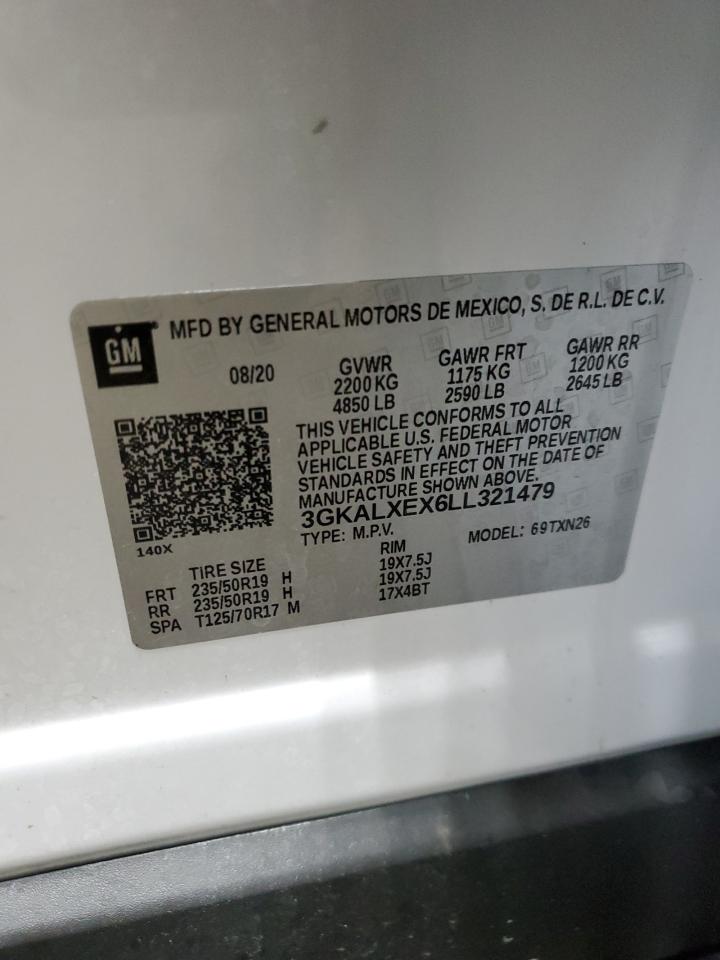 GM
MFD BY GENERAL MOTORS DE MEXICO, S. DE R.L. DE C.V.
08/20 GVWR GAWR FRT GAWR RR
2200 KG 1175 KG 1200 KG
4850 LB 2590 LB 2645 LB
THIS VEHICLE CONFORMS TO ALL
APPLICABLE U.S. FEDERAL MOTOR
VEHICLE SAFETY AND THEFT PREVENTION
STANDARDS IN EFFECT ON THE DATE OF
MANUFACTURE SHOWN ABOVE.
3GKALXEX6LL321479
140X TYPE: M.P.V. MODEL: 69TXN26
TIRE SIZE RIM
FRT 235/50R19 H 19X7.5J
RR 235/50R19 H 19X7.5J
SPA T125/70R17 M 17X4BT